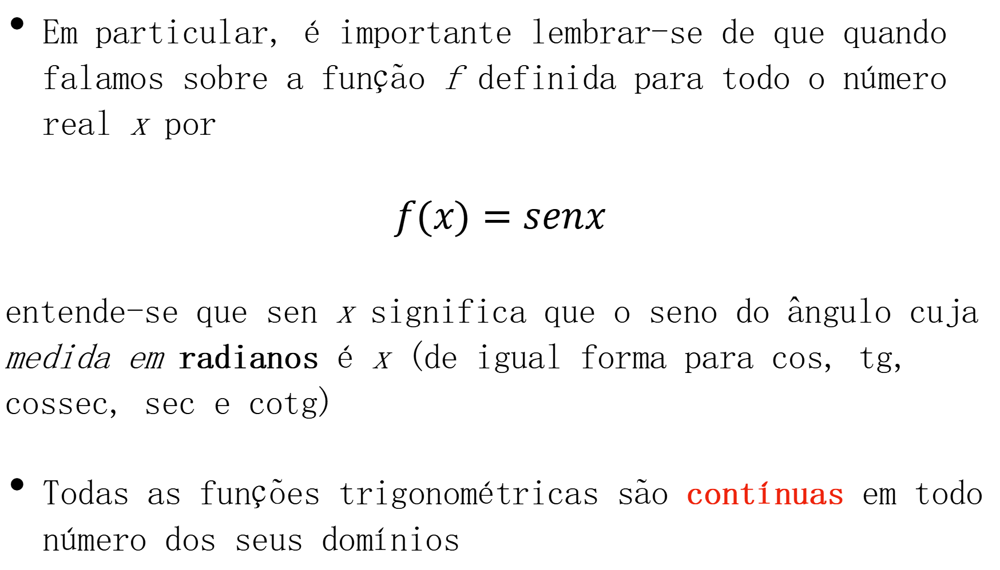 • Em particular, é importante lembrar-se de que quando
falamos sobre a função f definida para todo o número
real x por
f(x) = senx
entende-se que sen x significa que o seno do ângulo cuja
medida em radianos é x (de igual forma para cos, tg,
cossec, sec e cotg)
• Todas as funções trigonométricas são contínuas em todo
número dos seus domínios